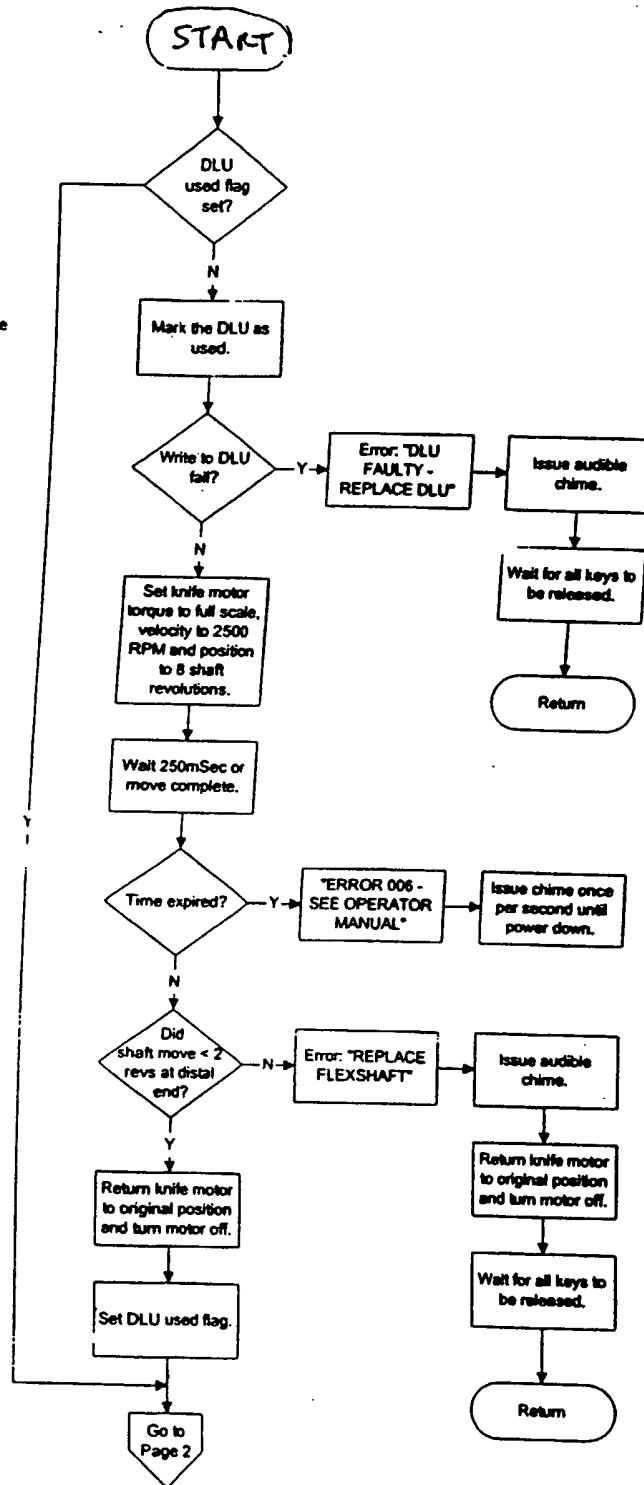 START
DLU
used flag
set?
N
e
Mark the DLU as
used.
Write to DLU
fail?
Y
Error: "DLU
FAULTY -
REPLACE DLU"
Issue audible
chime.
N
Wait for all keys to
be released.
Set knife motor
torque to full scale,
velocity to 2500
RPM and position
to 8 shaft
revolutions.
Return
Wait 250mSec or
move complete.
Y
Time expired?
Y
"ERROR 006 -
SEE OPERATOR
MANUAL"
Issue chime once
per second until
power down.
N
Did
shaft move < 2
revs at distal
end?
N
Error: "REPLACE
FLEXSHAFT"
Issue audible
chime.
Y
Return knife motor
to original position
and turn motor off.
Return knife motor
to original position
and turn motor off.
Set DLU used flag.
Wait for all keys to
be released.
Go to
Page 2
Return